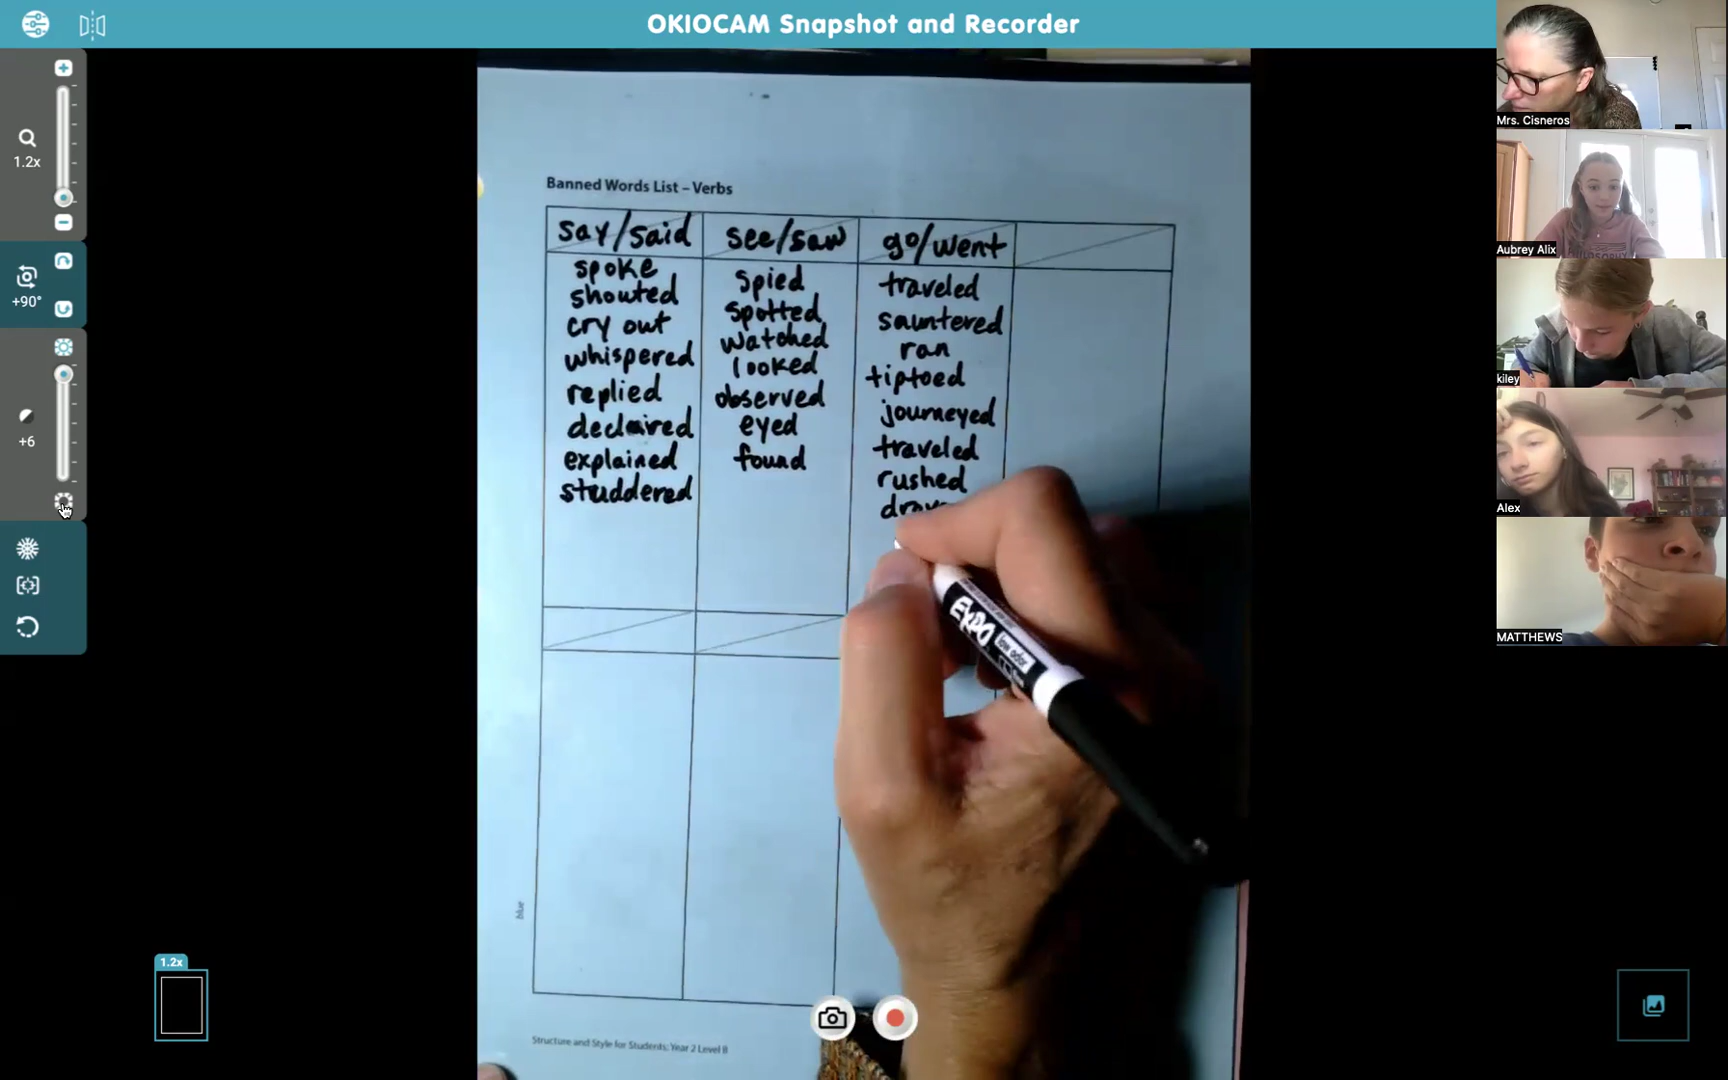 OKIOCAM Snapshot and Recorder
1.2x
+90°
+6
Banned Words List – Verbs
say/said
spoke
shouted
cry out
whispered
replied
declaired
explained
studdered
see/saw
spied
spotted
watched
looked
observed
eyed
found
go/went
traveled
sauntered
ran
tiptoed
journeyed
traveled
rushed
EXPO
low odor
blue
Structure and Style for Students: Year 2 Level B
1.2x
Mrs. Cisneros
Aubrey Alix
kiley
Alex
MATTHEWS